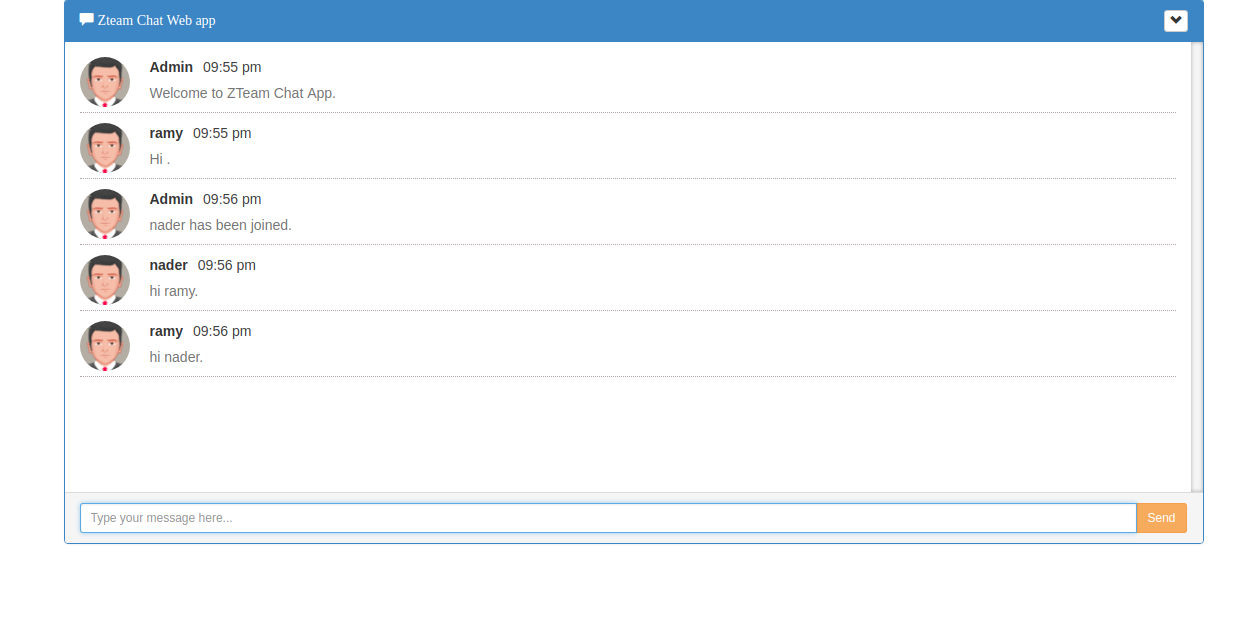 Zteam Chat Web app
Admin 09:55 pm
Welcome to ZTeam Chat App.
ramy 09:55 pm
Hi .
Admin 09:56 pm
nader has been joined.
nader 09:56 pm
hi ramy.
ramy 09:56 pm
hi nader.
Type your message here... Send